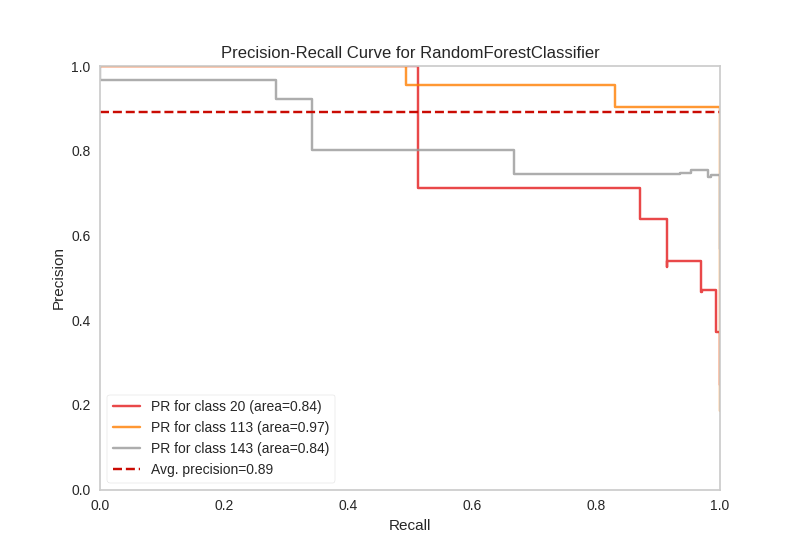 Precision-Recall Curve for RandomForestClassifier
1.0
0.8
0.6
0.4
0.2
0.0
Precision
PR for class 20 (area=0.84)
PR for class 113 (area=0.97)
PR for class 143 (area=0.84)
Avg. precision=0.89
0.0 0.2 0.4 0.6 0.8 1.0
Recall